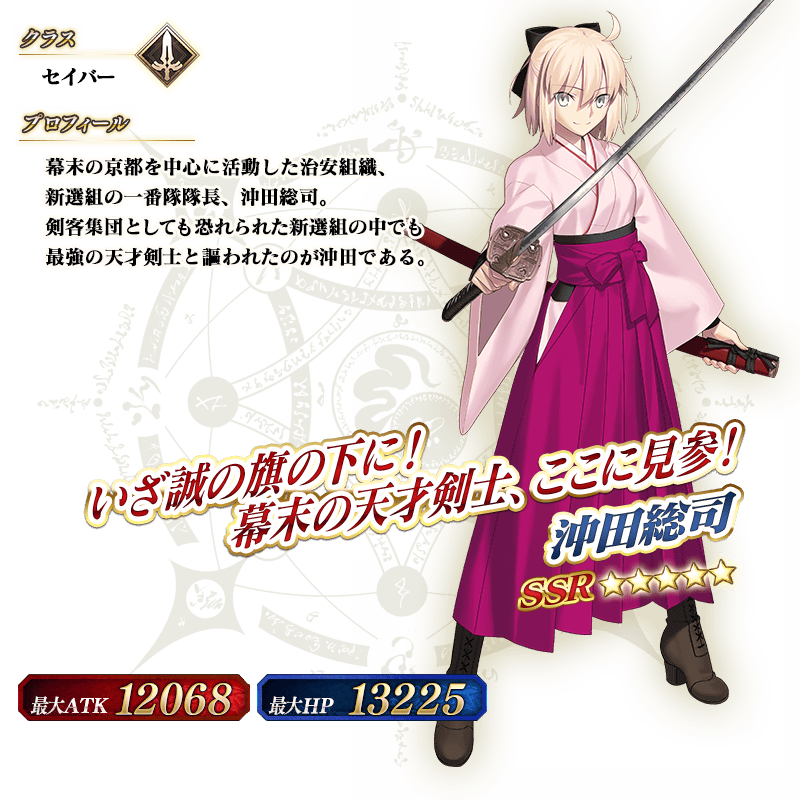 クラス
セイバー
プロフィール
幕末の京都を中心に活動した治安組織、
新選組の一番隊隊長、沖田総司。
剣客集団としても恐れられた新選組の中でも
最強の天才剣士と謳われたのが沖田である。
いざ誠の旗の下に!
幕末の天才剣士、ここに見参!
沖田総司
SSR ☆☆☆☆☆
最大ATK 12068
最大HP 13225